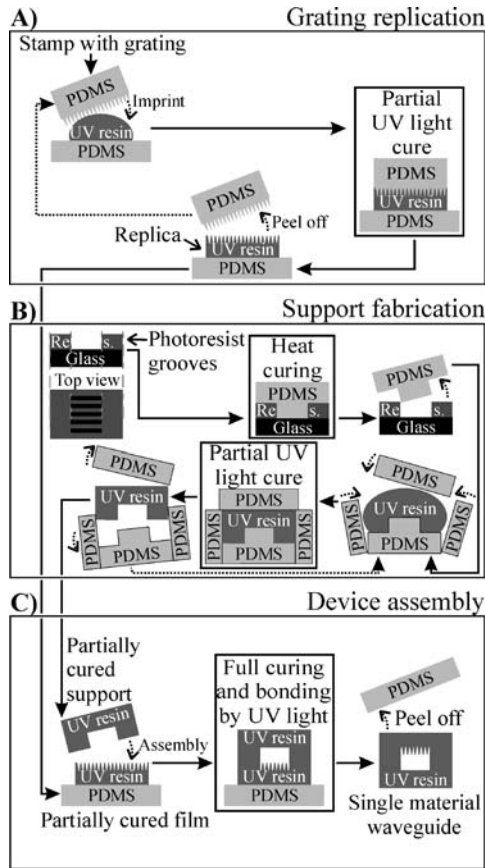 A) Grating replication
Stamp with grating
PDMS
Imprint
UV resin
PDMS
Partial
UV light
cure
PDMS
UV resin
PDMS
PDMS
Peel off
Replica
UV resin
PDMS
B) Support fabrication
Re s.
Glass
Photoresist
grooves
Top view
Heat
curing
PDMS
Re s.
Glass
PDMS
Re s.
Glass
PDMS
UV resin
PDMS
PDMS
PDMS
Partial UV
light cure
PDMS
PDMS
UV resin
PDMS
PDMS
PDMS
UV resin
PDMS
PDMS
PDMS
C) Device assembly
Partially
cured
support
UV resin
Assembly
UV resin
PDMS
Partially cured film
Full curing
and bonding
by UV light
UV resin
UV resin
PDMS
PDMS
Peel off
UV resin
Single material
waveguide